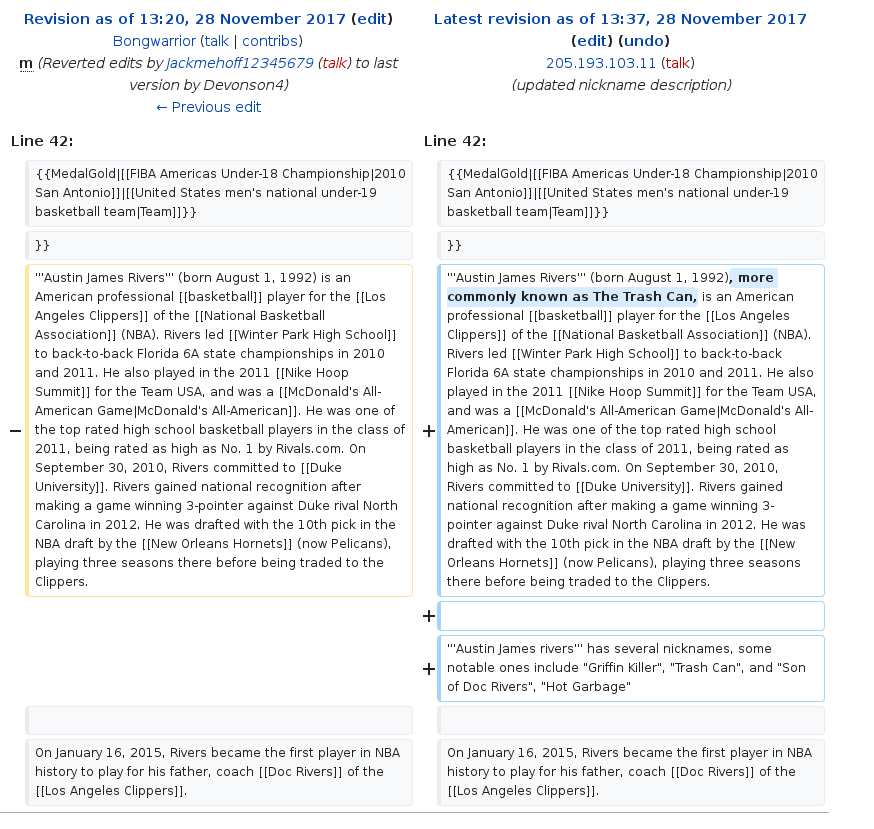 Revision as of 13:20, 28 November 2017 (edit)
Bongwarrior (talk | contribs)
m (Reverted edits by Jackmehoff12345679 (talk) to last
version by Devonson4)
← Previous edit
Latest revision as of 13:37, 28 November 2017
(edit) (undo)
205.193.103.11 (talk)
(updated nickname description)
Line 42:
Line 42:
{{MedalGold|[[FIBA Americas Under-18 Championship|2010
San Antonio]]|[[United States men's national under-19
basketball team|Team]]}}
{{MedalGold|[[FIBA Americas Under-18 Championship|2010
San Antonio]]|[[United States men's national under-19
basketball team|Team]]}}
}}
}}
−
'''Austin James Rivers''' (born August 1, 1992) is an
American professional [[basketball]] player for the [[Los
Angeles Clippers]] of the [[National Basketball
Association]] (NBA). Rivers led [[Winter Park High School]]
to back-to-back Florida 6A state championships in 2010
and 2011. He also played in the 2011 [[Nike Hoop
Summit]] for the Team USA, and was a [[McDonald's All-
American Game|McDonald's All-American]]. He was one of
the top rated high school basketball players in the class of
2011, being rated as high as No. 1 by Rivals.com. On
September 30, 2010, Rivers committed to [[Duke
University]]. Rivers gained national recognition after
making a game winning 3-pointer against Duke rival North
Carolina in 2012. He was drafted with the 10th pick in the
NBA draft by the [[New Orleans Hornets]] (now Pelicans),
playing three seasons there before being traded to the
Clippers.
+
'''Austin James Rivers''' (born August 1, 1992), more
commonly known as The Trash Can, is an American
professional [[basketball]] player for the [[Los Angeles
Clippers]] of the [[National Basketball Association]] (NBA).
Rivers led [[Winter Park High School]] to back-to-back
Florida 6A state championships in 2010 and 2011. He also
played in the 2011 [[Nike Hoop Summit]] for the Team USA,
and was a [[McDonald's All-American Game|McDonald's All-
American]]. He was one of the top rated high school
basketball players in the class of 2011, being rated as
high as No. 1 by Rivals.com. On September 30, 2010,
Rivers committed to [[Duke University]]. Rivers gained
national recognition after making a game winning 3-
pointer against Duke rival North Carolina in 2012. He was
drafted with the 10th pick in the NBA draft by the [[New
Orleans Hornets]] (now Pelicans), playing three seasons
there before being traded to the Clippers.
+
+
'''Austin James rivers''' has several nicknames, some
notable ones include "Griffin Killer", "Trash Can", and "Son
of Doc Rivers", "Hot Garbage"
On January 16, 2015, Rivers became the first player in NBA
history to play for his father, coach [[Doc Rivers]] of the
[[Los Angeles Clippers]].
On January 16, 2015, Rivers became the first player in NBA
history to play for his father, coach [[Doc Rivers]] of the
[[Los Angeles Clippers]].